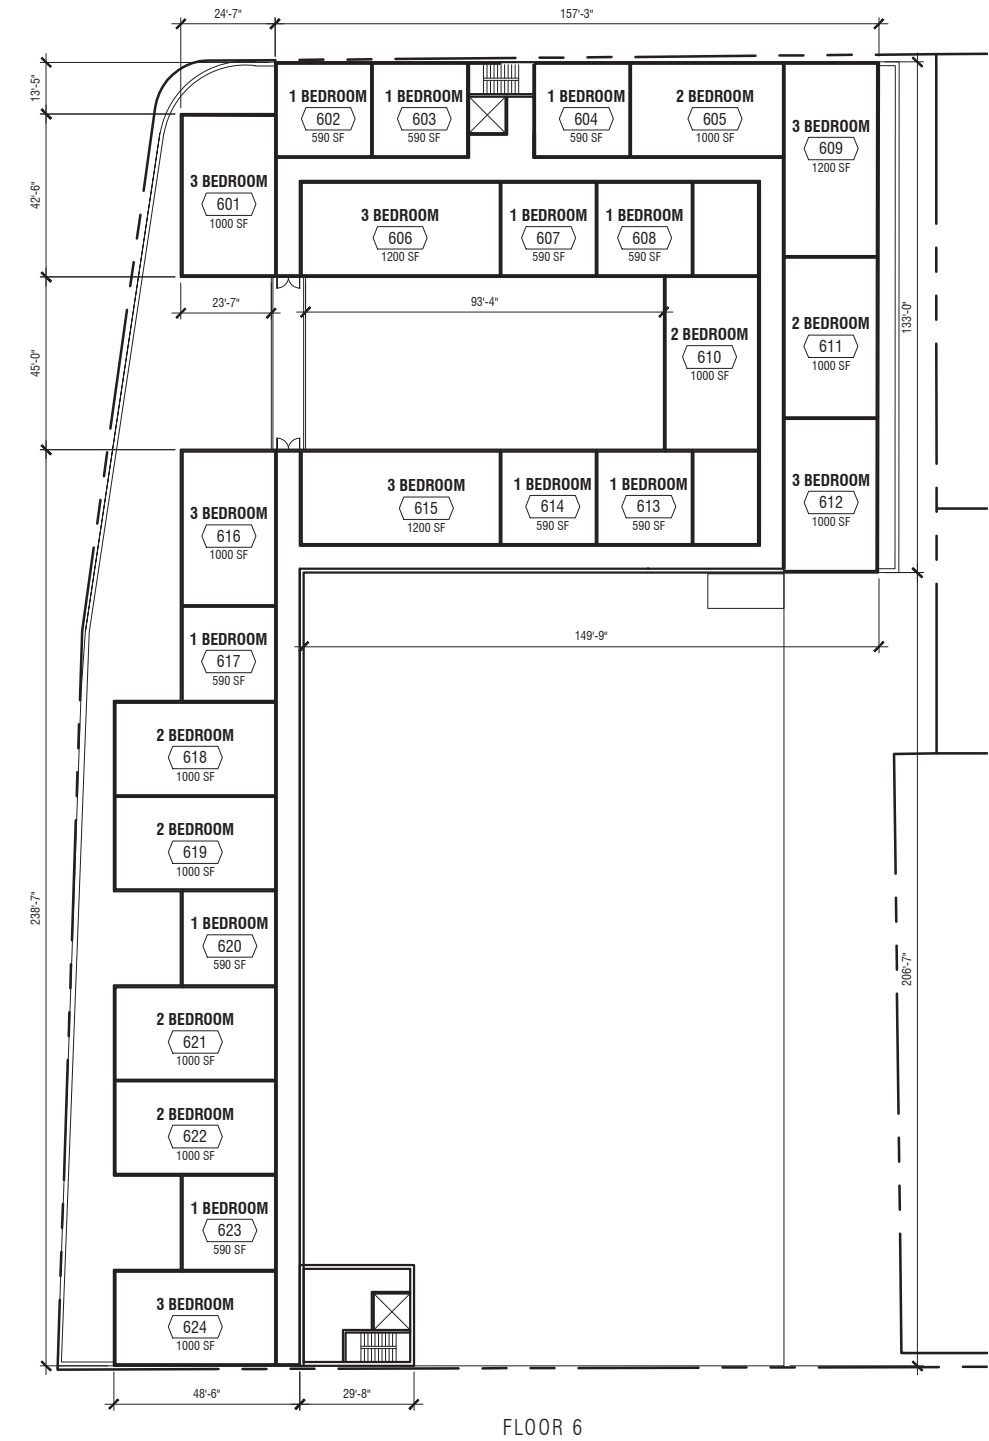 24'-7"
157'-3"
13'-5"
1 BEDROOM
602
590 SF
1 BEDROOM
603
590 SF
1 BEDROOM
604
590 SF
2 BEDROOM
605
1000 SF
3 BEDROOM
609
1200 SF
42'-6"
3 BEDROOM
601
1000 SF
3 BEDROOM
606
1200 SF
1 BEDROOM
607
590 SF
1 BEDROOM
608
590 SF
23'-7"
93'-4"
133'-0"
45'-0"
2 BEDROOM
610
1000 SF
2 BEDROOM
611
1000 SF
3 BEDROOM
612
1000 SF
3 BEDROOM
615
1200 SF
1 BEDROOM
614
590 SF
1 BEDROOM
613
590 SF
3 BEDROOM
616
1000 SF
1 BEDROOM
617
590 SF
149'-9"
2 BEDROOM
618
1000 SF
2 BEDROOM
619
1000 SF
238'-7"
1 BEDROOM
620
590 SF
206'-7"
2 BEDROOM
621
1000 SF
2 BEDROOM
622
1000 SF
1 BEDROOM
623
590 SF
3 BEDROOM
624
1000 SF
48'-6"
29'-8"
FLOOR 6